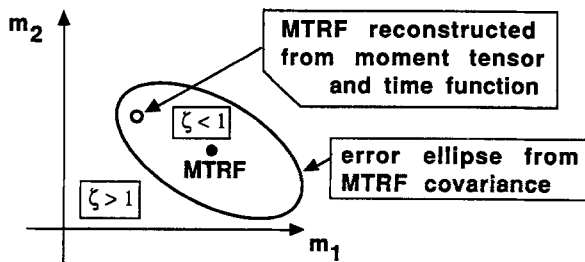 m2
MTRF reconstructed
from moment tensor
and time function
ζ < 1
MTRF
error ellipse from
MTRF covariance
ζ > 1
m1